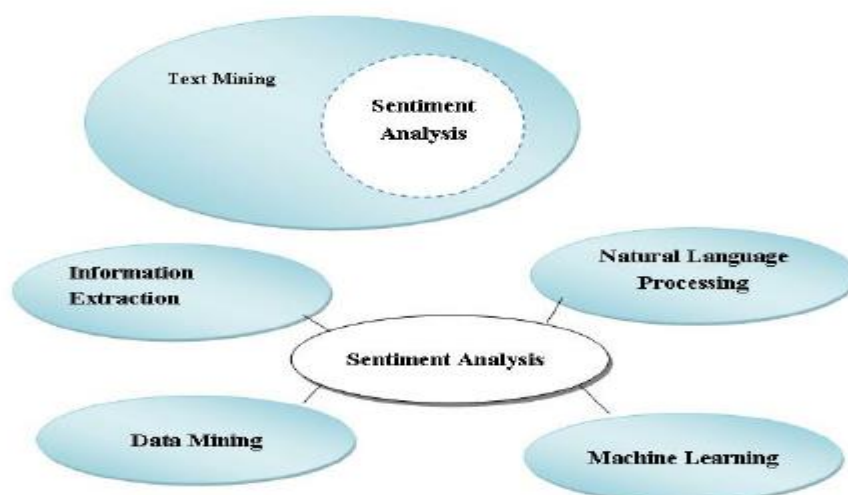 Text Mining
Sentiment
Analysis
Information
Extraction
Natural Language
Processing
Sentiment Analysis
Data Mining
Machine Learning